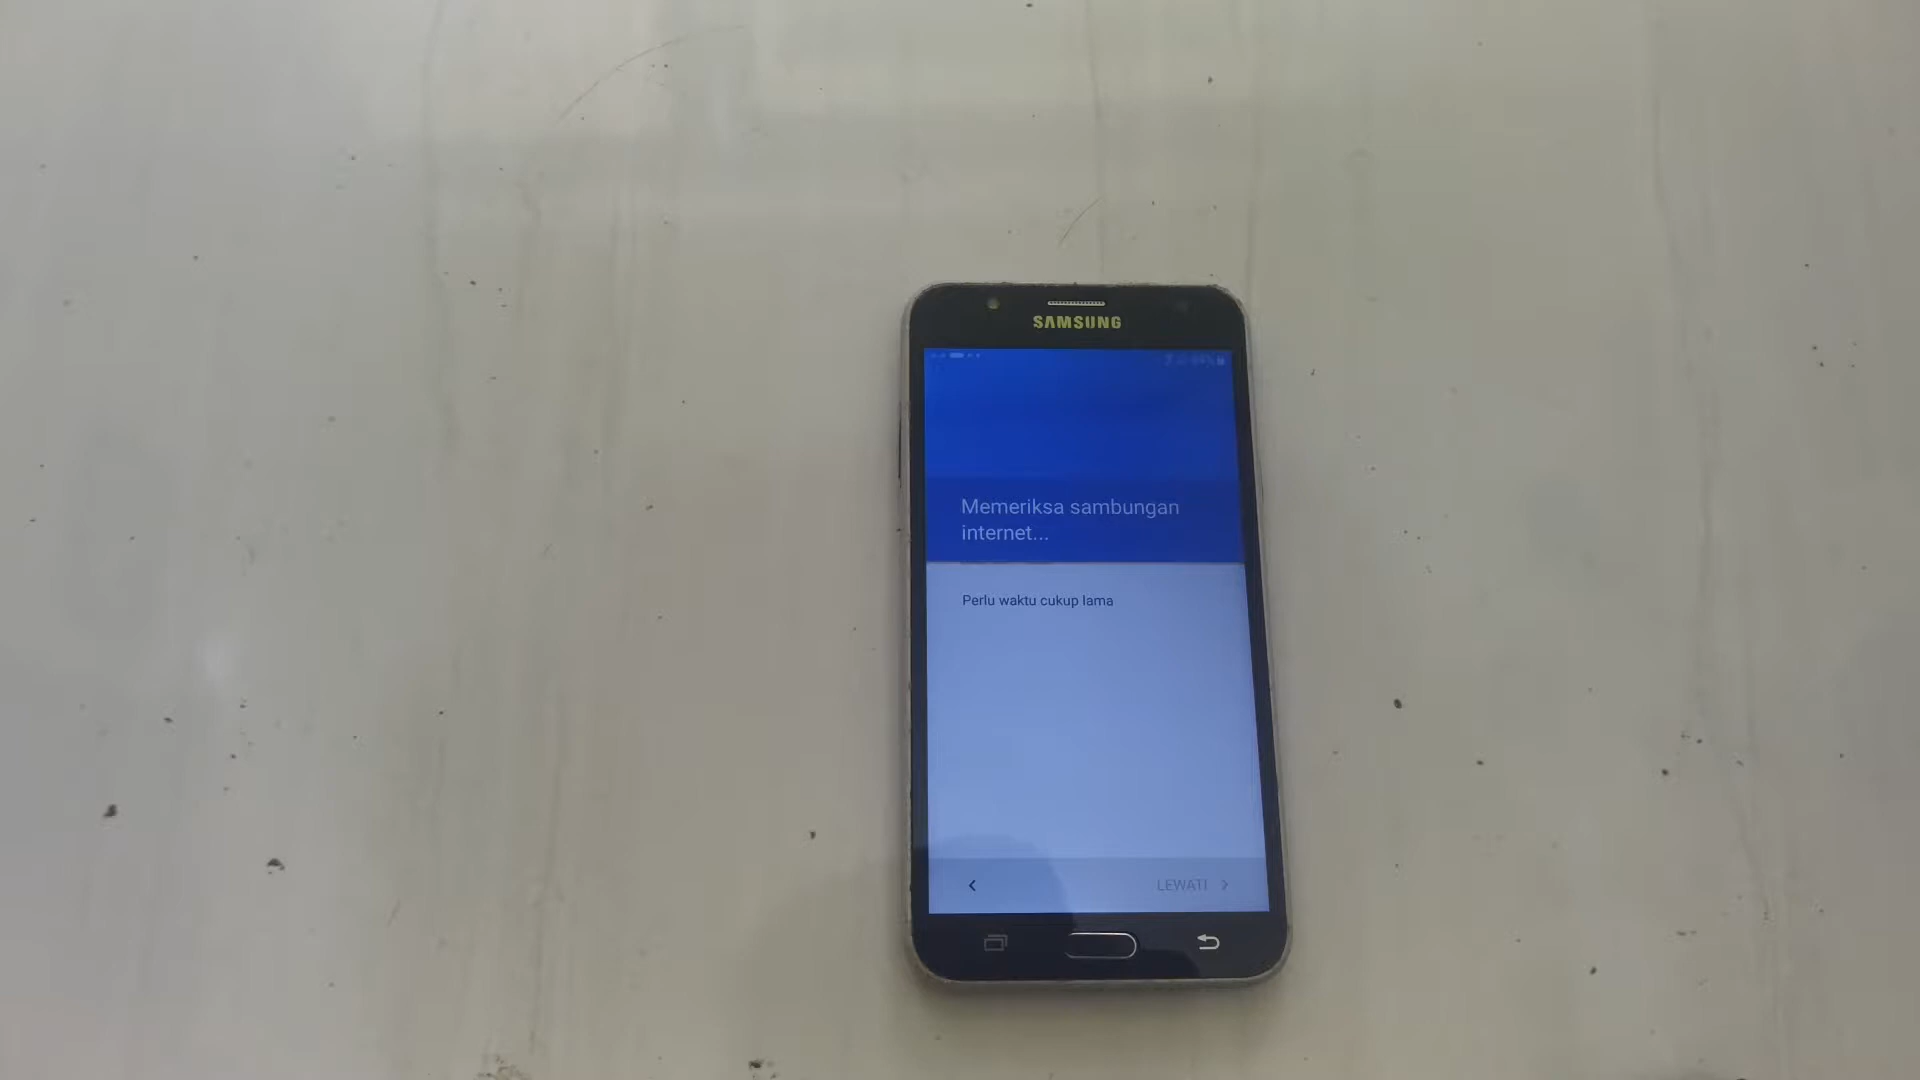 SAMSUNG
Memeriksa sambungan
internet...
Perlu waktu cukup lama
LEWATI